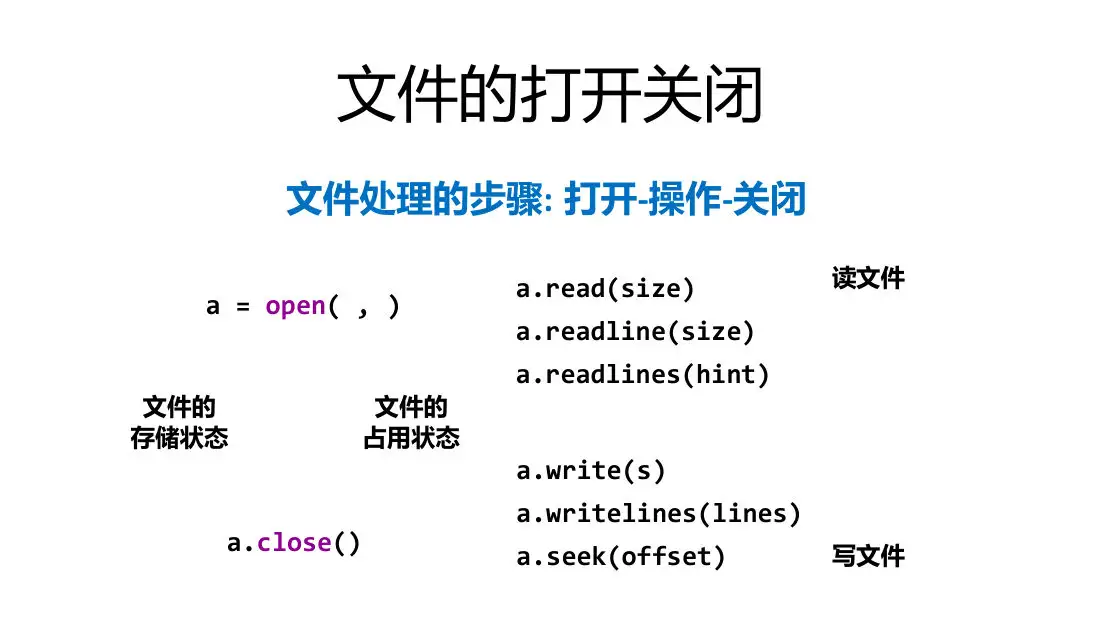 文件的打开关闭
文件处理的步骤: 打开-操作-关闭
a = open( , )
文件的
存储状态
文件的
占用状态
a.close()
a.read(size)
a.readline(size)
a.readlines(hint)
读文件
a.write(s)
a.writelines(lines)
a.seek(offset)
写文件